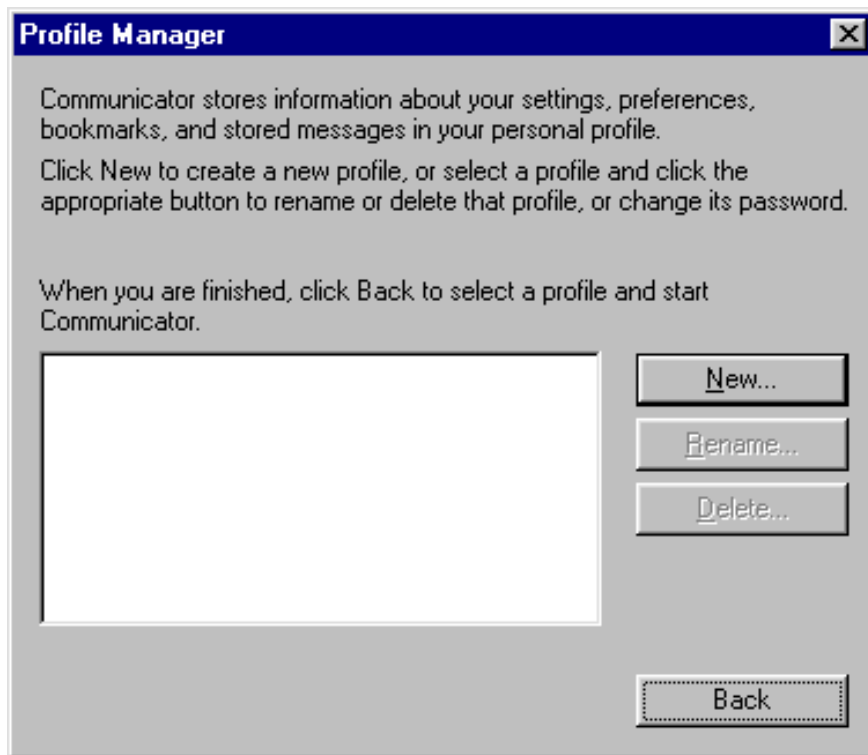 Profile Manager
Communicator stores information about your settings, preferences,
bookmarks, and stored messages in your personal profile.
Click New to create a new profile, or select a profile and click the
appropriate button to rename or delete that profile, or change its password.
When you are finished, click Back to select a profile and start
Communicator.
New...
Rename...
Delete...
Back